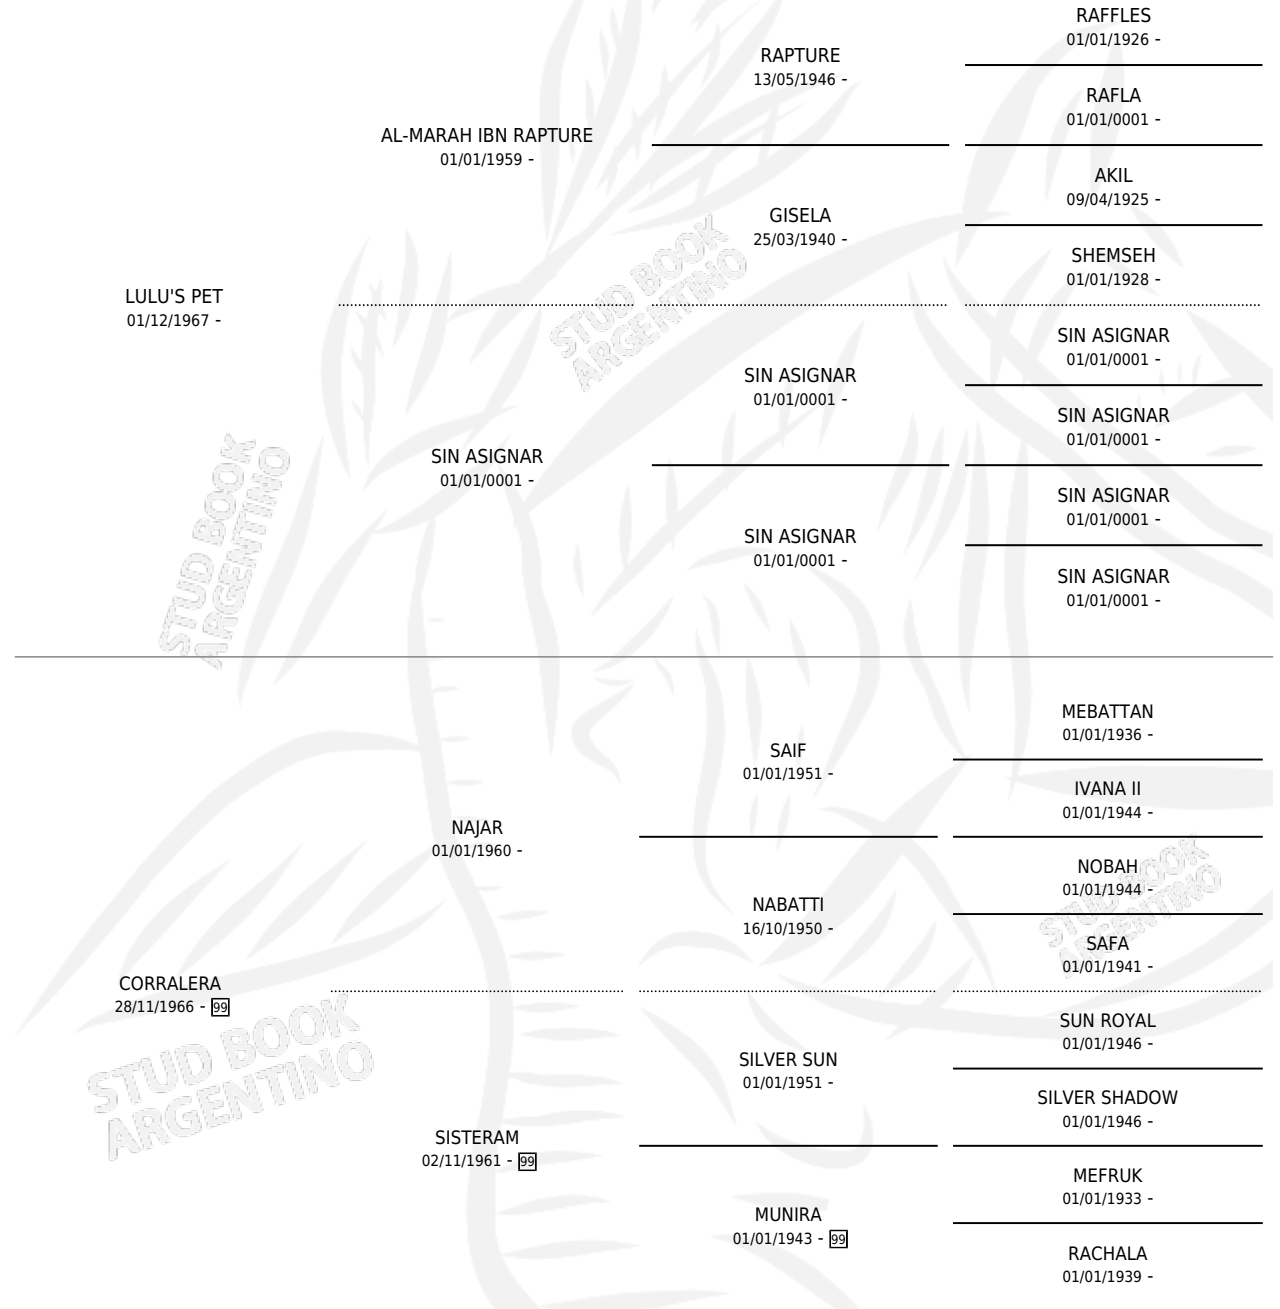 RAFFLES
01/01/1926 -
RAPTURE
13/05/1946 -
RAFLA
01/01/0001 -
AL-MARAH IBN RAPTURE
01/01/1959 -
AKIL
09/04/1925 -
GISELA
25/03/1940 -
SHEMSEH
01/01/1928 -
LULU'S PET
01/12/1967 -
SIN ASIGNAR
01/01/0001 -
SIN ASIGNAR
01/01/0001 -
SIN ASIGNAR
01/01/0001 -
SIN ASIGNAR
01/01/0001 -
SIN ASIGNAR
01/01/0001 -
SIN ASIGNAR
01/01/0001 -
SIN ASIGNAR
01/01/0001 -
MEBATTAN
01/01/1936 -
SAIF
01/01/1951 -
IVANA II
01/01/1944 -
NAJAR
01/01/1960 -
NOBAH
01/01/1944 -
NABATTI
16/10/1950 -
SAFA
01/01/1941 -
CORRALERA
28/11/1966 - 99
SUN ROYAL
01/01/1946 -
SILVER SUN
01/01/1951 -
SILVER SHADOW
01/01/1946 -
SISTERAM
02/11/1961 - 99
MEFRUK
01/01/1933 -
MUNIRA
01/01/1943 - 99
RACHALA
01/01/1939 -
STUD BOOK
ARGENTINO
STUD BOOK
ARGENTINO
STUD BOOK
ARGENTINO
STUD BOOK
ARGENTINO